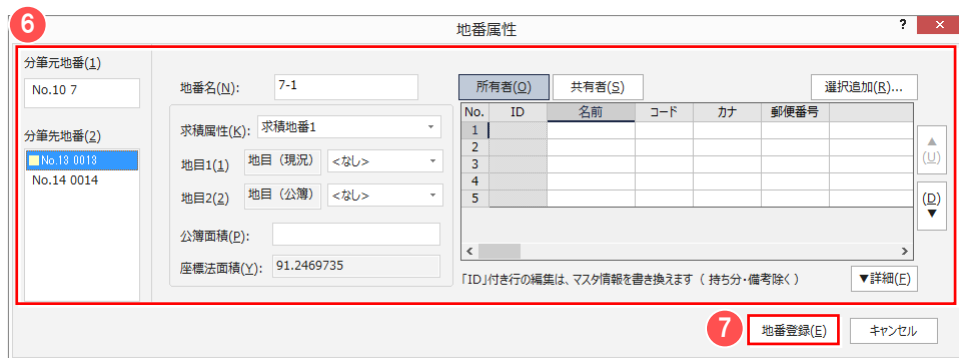 6
地番属性
? ×
分筆元地番(1)
No.10 7
分筆先地番(2)
No.13 0013
No.14 0014
地番名(N): 7-1
求積属性(K): 求積地番1
地目1(1) 地目（現況） <なし>
地目2(2) 地目（公簿） <なし>
公簿面積(P):
座標法面積(Y): 91.2469735
所有者(O) 共有者(S) 選択追加(R)...
No. ID 名前 コード カナ 郵便番号
1
2
3
4
5
▲
(U)
(D)
▼
< >
「ID」付き行の編集は、マスタ情報を書き換えます（ 持ち分・備考除く ）
▼詳細(F)
7
地番登録(E) キャンセル